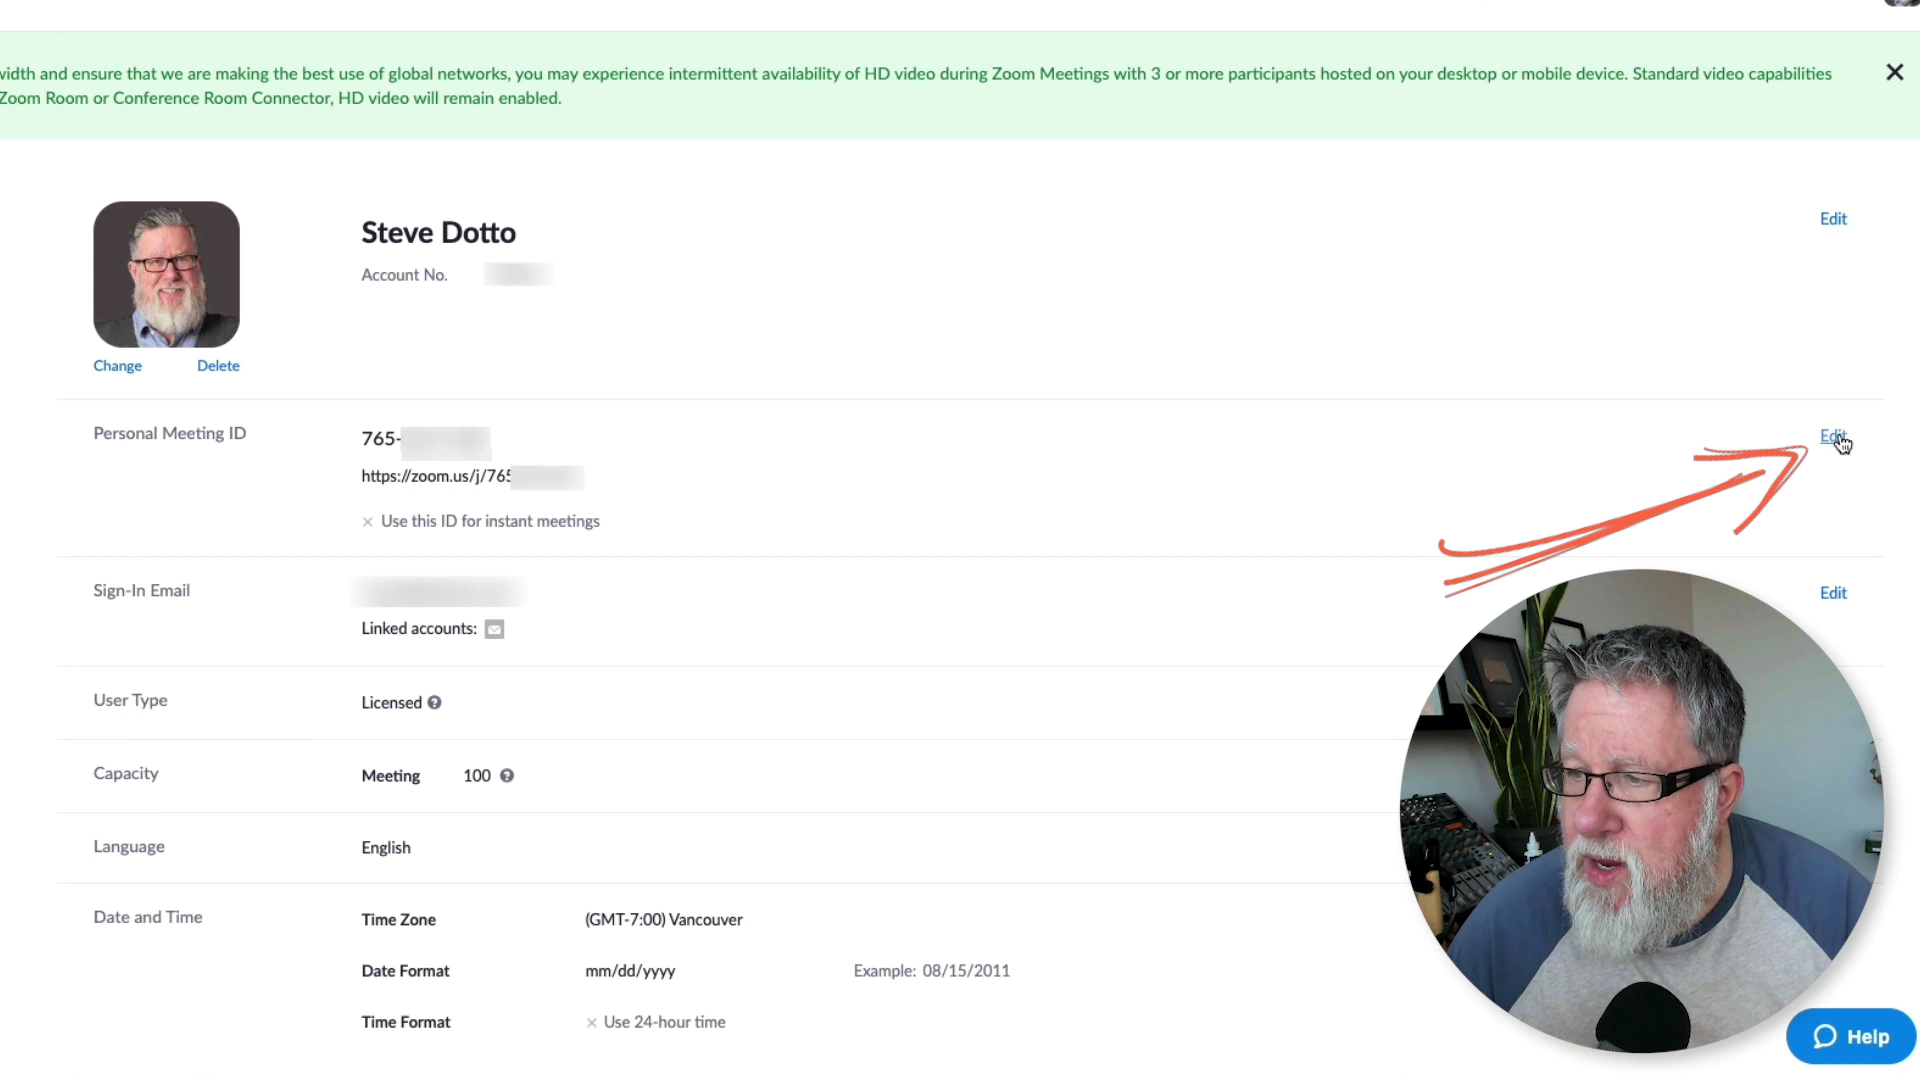 width and ensure that we are making the best use of global networks, you may experience intermittent availability of HD video during Zoom Meetings with 3 or more participants hosted on your desktop or mobile device. Standard video capabilities
Zoom Room or Conference Room Connector, HD video will remain enabled.
Steve Dotto
Edit
Account No.
Change
Delete
Personal Meeting ID
765-
Edit
https://zoom.us/j/765
× Use this ID for instant meetings
Sign-In Email
Edit
Linked accounts:
User Type
Licensed
Capacity
Meeting
100
Language
English
Date and Time
Time Zone
(GMT-7:00) Vancouver
Date Format
mm/dd/yyyy
Example: 08/15/2011
Time Format
× Use 24-hour time
Help